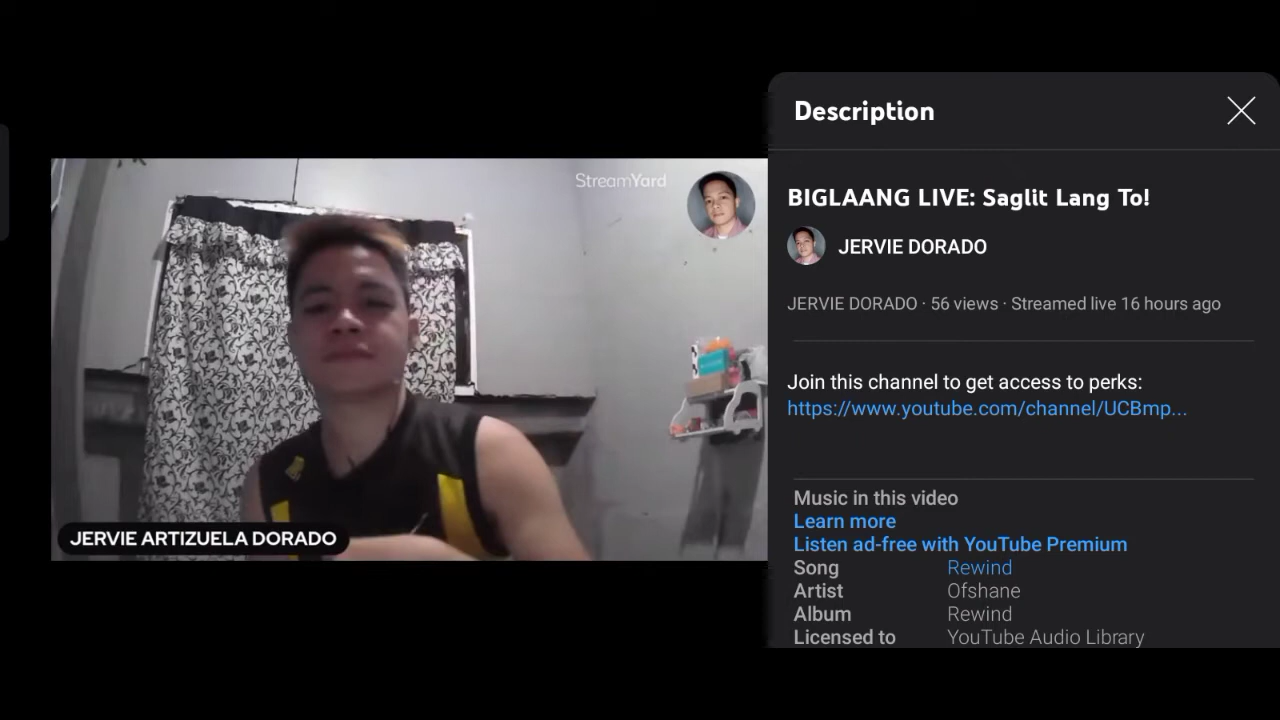 StreamYard
JERVIE ARTIZUELA DORADO
Description
BIGLAANG LIVE: Saglit Lang To!
JERVIE DORADO
JERVIE DORADO · 56 views · Streamed live 16 hours ago
Join this channel to get access to perks:
https://www.youtube.com/channel/UCBmp...
Music in this video
Learn more
Listen ad-free with YouTube Premium
Song Rewind
Artist Ofshane
Album Rewind
Licensed to YouTube Audio Library